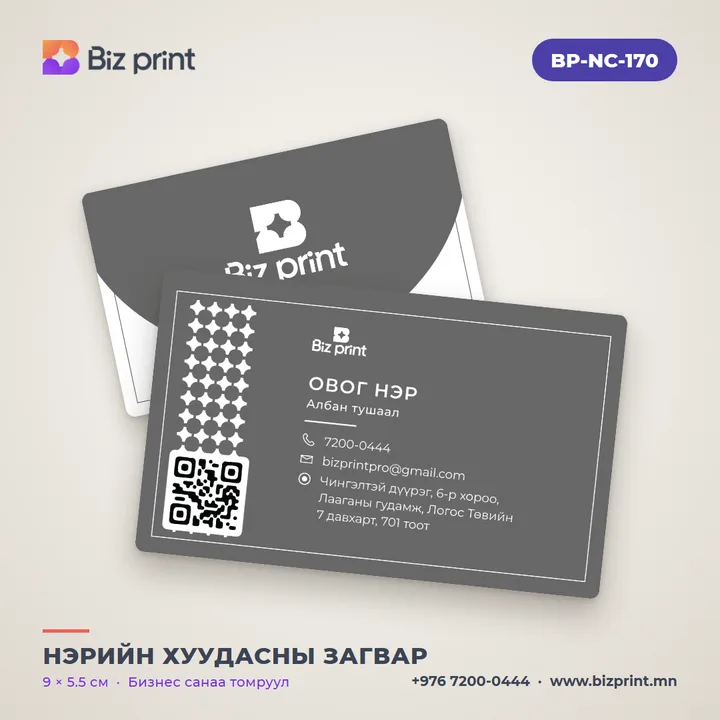 Biz print
BP-NC-170
Biz print
Biz print
ОВОГ НЭР
Албан тушаал
7200-0444
bizprintpro@gmail.com
Чингэлтэй дүүрэг, 6-р хороо,
Лааганы гудамж, Логос Төвийн
7 давхарт, 701 тоот
НЭРИЙН ХУУДАСНЫ ЗАГВАР
9 × 5.5 см · Бизнес санаа томруул
+976 7200-0444 · www.bizprint.mn